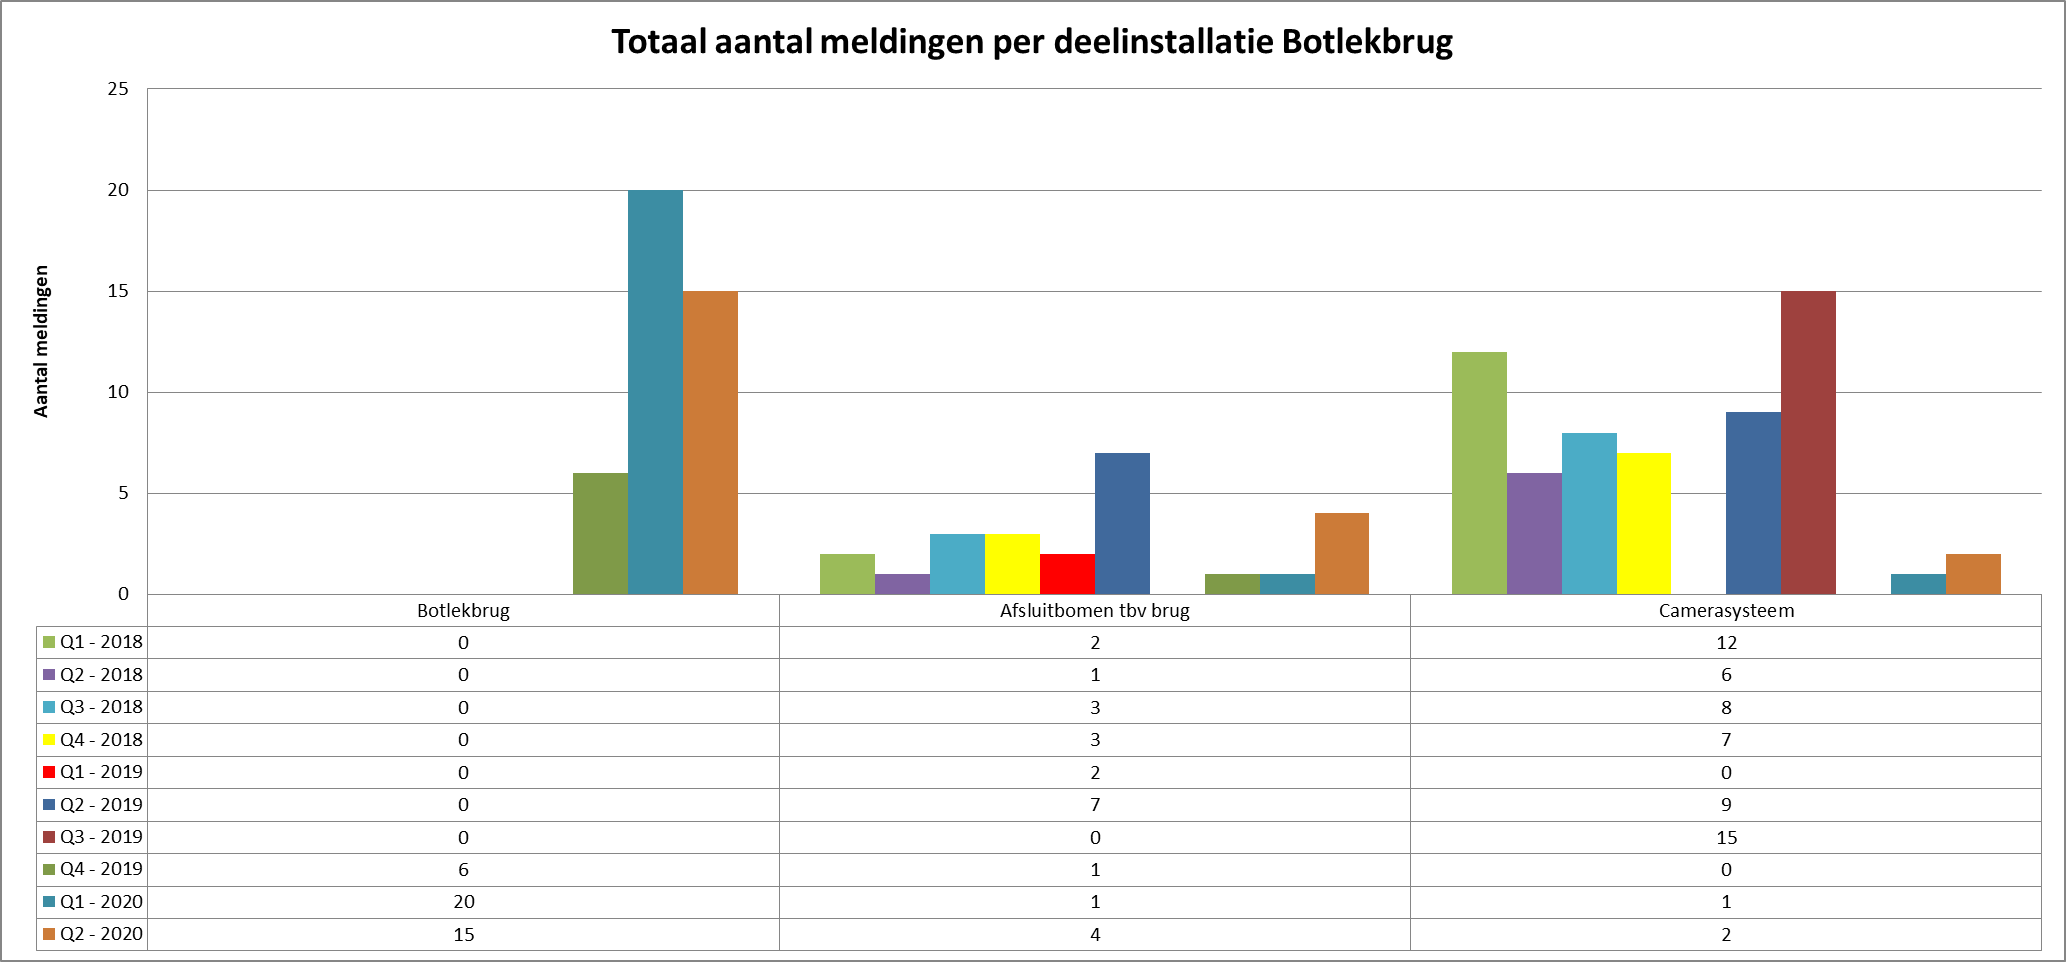 Totaal aantal meldingen per deelinstallatie Botlekbrug
25
20
15
10
5
0
Aantal meldingen
Botlekbrug Afsluitbomen tbv brug Camerasysteem
Q1 - 2018 0 2 12
Q2 - 2018 0 1 6
Q3 - 2018 0 3 8
Q4 - 2018 0 3 7
Q1 - 2019 0 2 0
Q2 - 2019 0 7 9
Q3 - 2019 0 0 15
Q4 - 2019 6 1 0
Q1 - 2020 20 1 1
Q2 - 2020 15 4 2